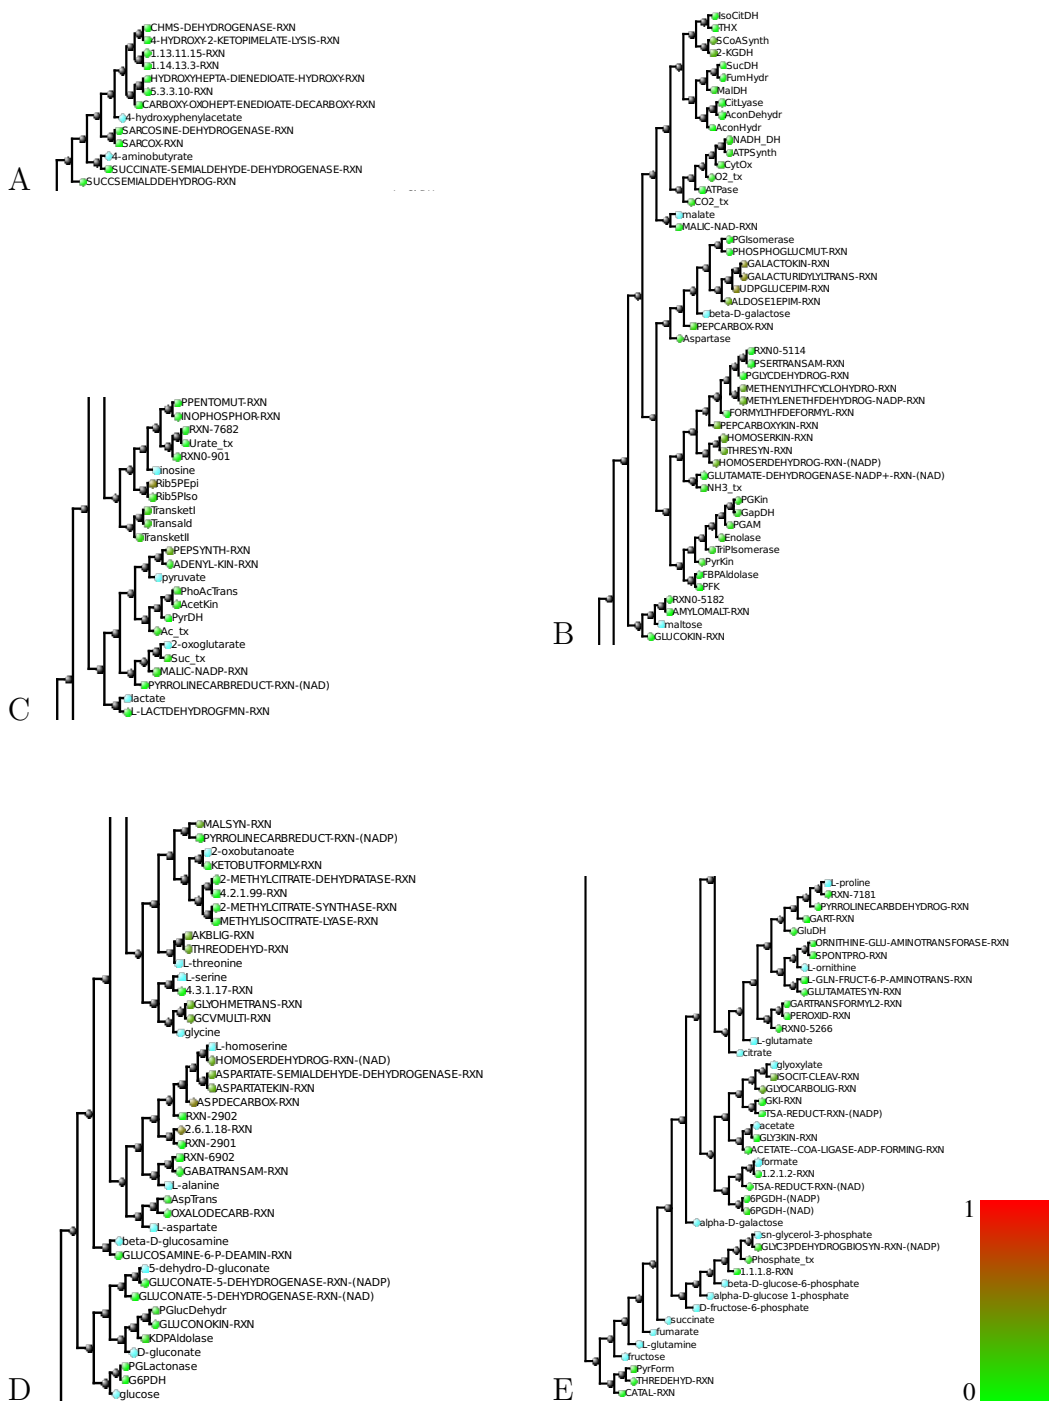 CHMS-DEHYDROGENASE-RXN
4-HYDROXY-2-KETOPIMELATE-LYSIS-RXN
1.13.11.15-RXN
1.14.13.3-RXN
HYDROXYHEPTA-DIENEDIOATE-HYDROXY-RXN
5.3.3.10-RXN
CARBOXY-OXOHEPT-ENEDIOATE-DECARBOXY-RXN
4-hydroxyphenylacetate
SARCOSINE-DEHYDROGENASE-RXN
SARCOX-RXN
4-aminobutyrate
SUCCINATE-SEMIALDEHYDE-DEHYDROGENASE-RXN
SUCCSEMIALDDEHYDROG-RXN
A
IsoCitDH
THX
SCoASynth
2-KGDH
SucDH
FumHydr
MalDH
CitLyase
AconDehydr
AconHydr
NADH_DH
ATPSynth
CytOx
O2_tx
ATPase
CO2_tx
malate
MALIC-NAD-RXN
PGIsomerase
PHOSPHOGLUCMUT-RXN
GALACTOKIN-RXN
GALACTURIDYLYLTRANS-RXN
UDPGLUCEPIM-RXN
ALDOSE1EPIM-RXN
beta-D-galactose
PEPCARBOX-RXN
Aspartase
RXN0-5114
PSERTRANSAM-RXN
PGLYCDEHYDROG-RXN
METHENYLTHFCYCLOHYDRO-RXN
METHYLENETHFDEHYDROG-NADP-RXN
FORMYLTHFDEFORMYL-RXN
PEPCARBOXYKIN-RXN
HOMOSERKIN-RXN
THRESYN-RXN
HOMOSERDEHYDROG-RXN-(NADP)
GLUTAMATE-DEHYDROGENASE-NADP+-RXN-(NAD)
NH3_tx
PGKin
GapDH
PGAM
Enolase
TriPIsomerase
PyrKin
FBPAldolase
PFK
RXN0-5182
AMYLOMALT-RXN
maltose
GLUCOKIN-RXN
B
PPENTOMUT-RXN
INOPHOSPHOR-RXN
RXN-7682
Urate_tx
RXN0-901
inosine
Rib5PEpi
Rib5PIso
TransketI
Transald
TransketII
PEPSYNTH-RXN
ADENYL-KIN-RXN
pyruvate
PhoAcTrans
AcetKin
PyrDH
Ac_tx
2-oxoglutarate
Suc_tx
MALIC-NADP-RXN
PYRROLINECARBREDUCT-RXN-(NAD)
lactate
L-LACTDEHYDROGFMN-RXN
C
MALSYN-RXN
PYRROLINECARBREDUCT-RXN-(NADP)
2-oxobutanoate
KETOBUTFORMLY-RXN
2-METHYLCITRATE-DEHYDRATASE-RXN
4.2.1.99-RXN
2-METHYLCITRATE-SYNTHASE-RXN
METHYLISOCITRATE-LYASE-RXN
AKBLIG-RXN
THREODEHYD-RXN
L-threonine
L-serine
4.3.1.17-RXN
GLYOHMETRANS-RXN
GCVMULTI-RXN
glycine
L-homoserine
HOMOSERDEHYDROG-RXN-(NAD)
ASPARTATE-SEMIALDEHYDE-DEHYDROGENASE-RXN
ASPARTATEKIN-RXN
ASPDECARBOX-RXN
RXN-2902
2.6.1.18-RXN
RXN-2901
RXN-6902
GABATRANSAM-RXN
L-alanine
AspTrans
OXALODECARB-RXN
L-aspartate
beta-D-glucosamine
GLUCOSAMINE-6-P-DEAMIN-RXN
5-dehydro-D-gluconate
GLUCONATE-5-DEHYDROGENASE-RXN-(NADP)
GLUCONATE-5-DEHYDROGENASE-RXN-(NAD)
PGlucDehydr
GLUCONOKIN-RXN
KDPAldolase
D-gluconate
PGLactonase
G6PDH
glucose
D
L-proline
RXN-7181
PYRROLINECARBDEHYDROG-RXN
GART-RXN
GluDH
ORNITHINE-GLU-AMINOTRANSFORASE-RXN
SPONTPRO-RXN
L-ornithine
L-GLN-FRUCT-6-P-AMINOTRANS-RXN
GLUTAMATESYN-RXN
GARTRANSFORMYL2-RXN
PEROXID-RXN
RXN0-5266
L-glutamate
citrate
glyoxylate
ISOCIT-CLEAV-RXN
GLYOCARBOLIG-RXN
GKI-RXN
TSA-REDUCT-RXN-(NADP)
acetate
GLY3KIN-RXN
ACETATE--COA-LIGASE-ADP-FORMING-RXN
formate
1.2.1.2-RXN
TSA-REDUCT-RXN-(NAD)
6PGDH-(NADP)
6PGDH-(NAD)
alpha-D-galactose
sn-glycerol-3-phosphate
GLYC3PDEHYDROGBIOSYN-RXN-(NADP)
Phosphate_tx
1.1.1.8-RXN
beta-D-glucose-6-phosphate
alpha-D-glucose 1-phosphate
D-fructose-6-phosphate
succinate
fumarate
L-glutamine
fructose
PyrForm
THREDEHYD-RXN
CATAL-RXN
E
1
0